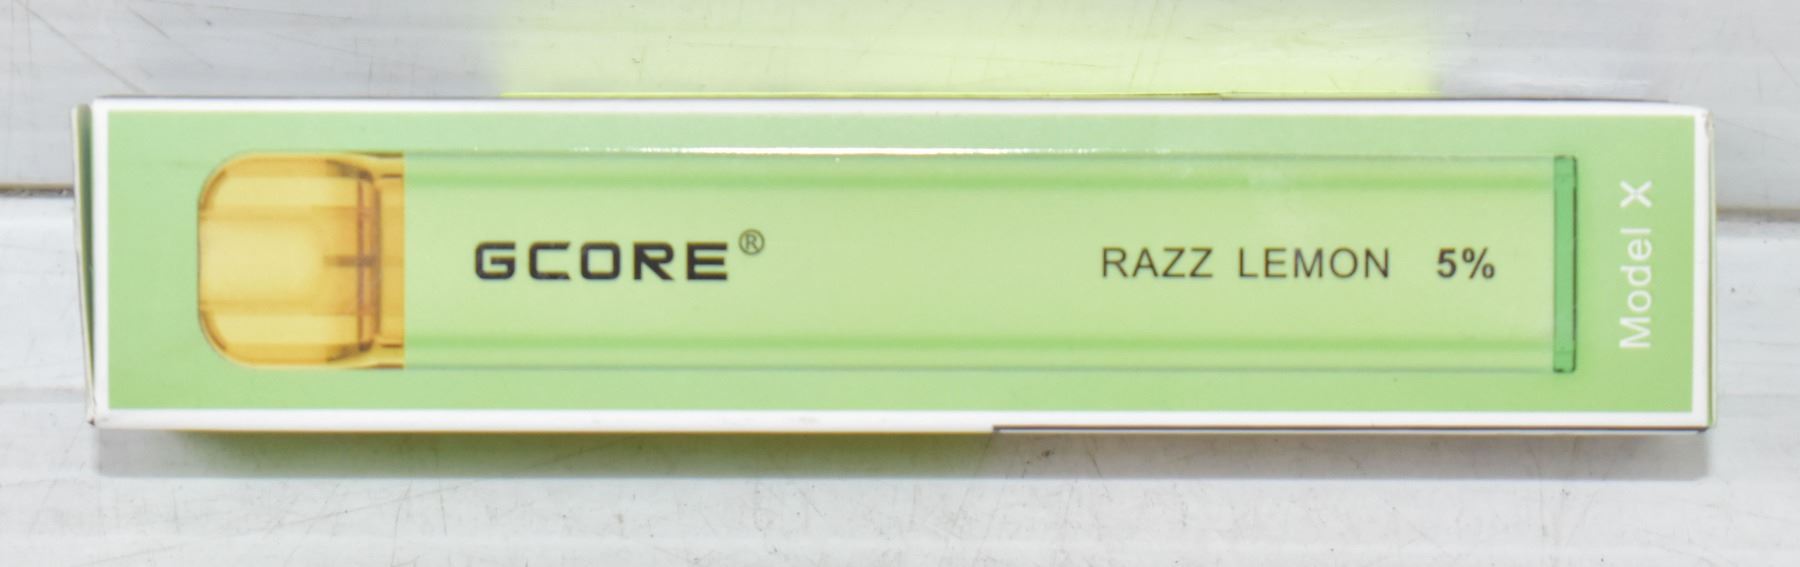 GCORE®
RAZZ LEMON 5%
Model X